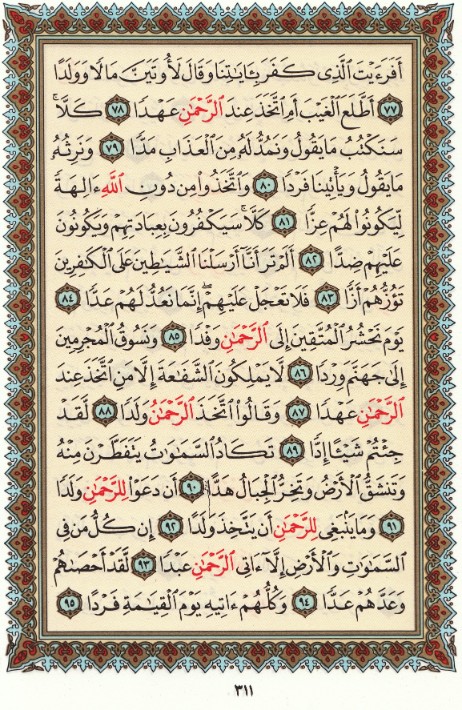 أَفَرَءَيۡتَ ٱلَّذِي كَفَرَ بِـَٔايَٰتِنَا وَقَالَ لَأُوتَيَنَّ مَالٗا وَوَلَدًا
٧٧ أَطَّلَعَ ٱلۡغَيۡبَ أَمِ ٱتَّخَذَ عِندَ ٱلرَّحۡمَٰنِ عَهۡدٗا ٧٨ كَلَّاۚ
سَنَكۡتُبُ مَا يَقُولُ وَنَمُدُّ لَهُۥ مِنَ ٱلۡعَذَابِ مَدّٗا ٧٩ وَنَرِثُهُۥ
مَا يَقُولُ وَيَأۡتِينَا فَرۡدٗا ٨٠ وَٱتَّخَذُواْ مِن دُونِ ٱللَّهِ ءَالِهَةٗ
لِّيَكُونُواْ لَهُمۡ عِزّٗا ٨١ كَلَّاۚ سَيَكۡفُرُونَ بِعِبَادَتِهِمۡ وَيَكُونُونَ
عَلَيۡهِمۡ ضِدًّا ٨٢ أَلَمۡ تَرَ أَنَّآ أَرۡسَلۡنَا ٱلشَّيَٰطِينَ عَلَى ٱلۡكَٰفِرِينَ
تَؤُزُّهُمۡ أَزّٗا ٨٣ فَلَا تَعۡجَلۡ عَلَيۡهِمۡۖ إِنَّمَا نَعُدُّ لَهُمۡ عَدّٗا ٨٤
يَوۡمَ نَحۡشُرُ ٱلۡمُتَّقِينَ إِلَى ٱلرَّحۡمَٰنِ وَفۡدٗا ٨٥ وَنَسُوقُ ٱلۡمُجۡرِمِينَ
إِلَىٰ جَهَنَّمَ وِرۡدٗا ٨٦ لَّا يَمۡلِكُونَ ٱلشَّفَٰعَةَ إِلَّا مَنِ ٱتَّخَذَ عِندَ
ٱلرَّحۡمَٰنِ عَهۡدٗا ٨٧ وَقَالُواْ ٱتَّخَذَ ٱلرَّحۡمَٰنُ وَلَدٗا ٨٨ لَّقَدۡ
جِئۡتُمۡ شَيۡـًٔا إِدّٗا ٨٩ تَكَادُ ٱلسَّمَٰوَٰتُ يَتَفَطَّرۡنَ مِنۡهُ
وَتَنشَقُّ ٱلۡأَرۡضُ وَتَخِرُّ ٱلۡجِبَالُ هَدًّا ٩٠ أَن دَعَوۡاْ لِلرَّحۡمَٰنِ وَلَدٗا
٩١ وَمَا يَنۢبَغِي لِلرَّحۡمَٰنِ أَن يَتَّخِذَ وَلَدًا ٩٢ إِن كُلُّ مَن فِي
ٱلسَّمَٰوَٰتِ وَٱلۡأَرۡضِ إِلَّآ ءَاتِي ٱلرَّحۡمَٰنِ عَبۡدٗا ٩٣ لَّقَدۡ أَحۡصَىٰهُمۡ
وَعَدَّهُمۡ عَدّٗا ٩٤ وَكُلُّهُمۡ ءَاتِيهِ يَوۡمَ ٱلۡقِيَٰمَةِ فَرۡدًا ٩٥
٣١١